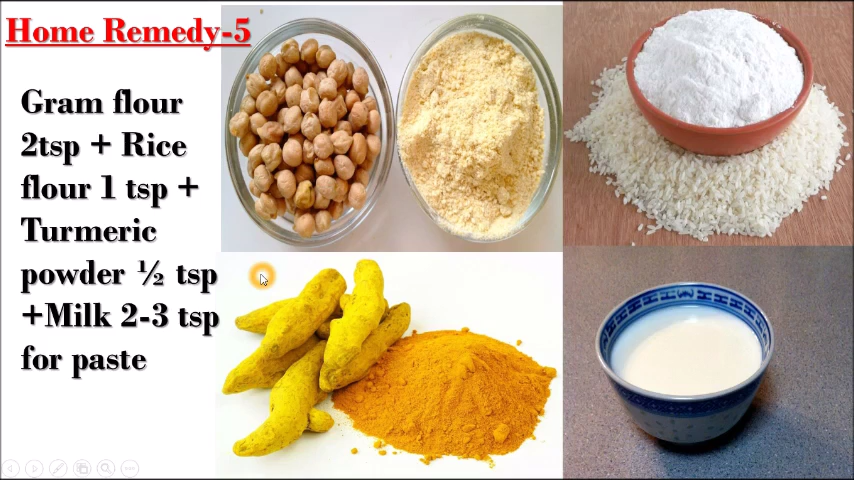 Home Remedy-5
Gram flour
2tsp + Rice
flour 1 tsp +
Turmeric
powder ½ tsp
+Milk 2-3 tsp
for paste